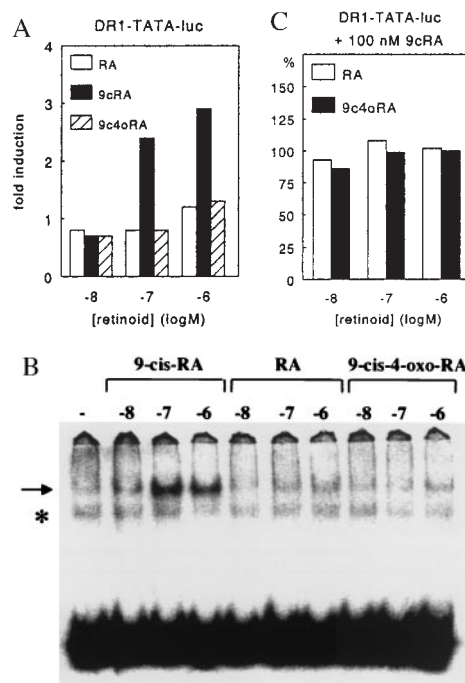 A
DR1-TATA-luc
fold induction
4
3
2
1
0
RA
9cRA
9c4oRA
-8 -7 -6
[retinoid] (logM)
C
DR1-TATA-luc
+ 100 nM 9cRA
%
150
125
100
75
50
25
0
RA
9c4oRA
-8 -7 -6
[retinoid] (logM)
B
9-cis-RA RA 9-cis-4-oxo-RA
- -8 -7 -6 -8 -7 -6 -8 -7 -6
*